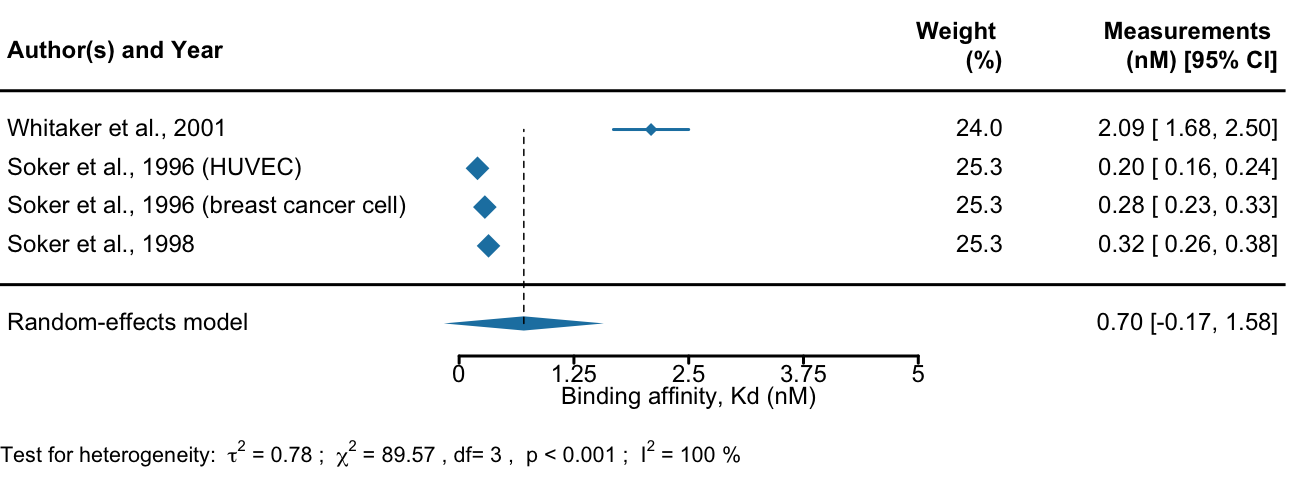 Author(s) and Year Weight (%) Measurements (nM) [95% CI]
Whitaker et al., 2001 24.0 2.09 [ 1.68, 2.50]
Soker et al., 1996 (HUVEC) 25.3 0.20 [ 0.16, 0.24]
Soker et al., 1996 (breast cancer cell) 25.3 0.28 [ 0.23, 0.33]
Soker et al., 1998 25.3 0.32 [ 0.26, 0.38]
Random-effects model 0.70 [-0.17, 1.58]
0 1.25 2.5 3.75 5
Binding affinity, Kd (nM)
Test for heterogeneity: τ² = 0.78 ; χ² = 89.57 , df= 3 , p < 0.001 ; I² = 100 %